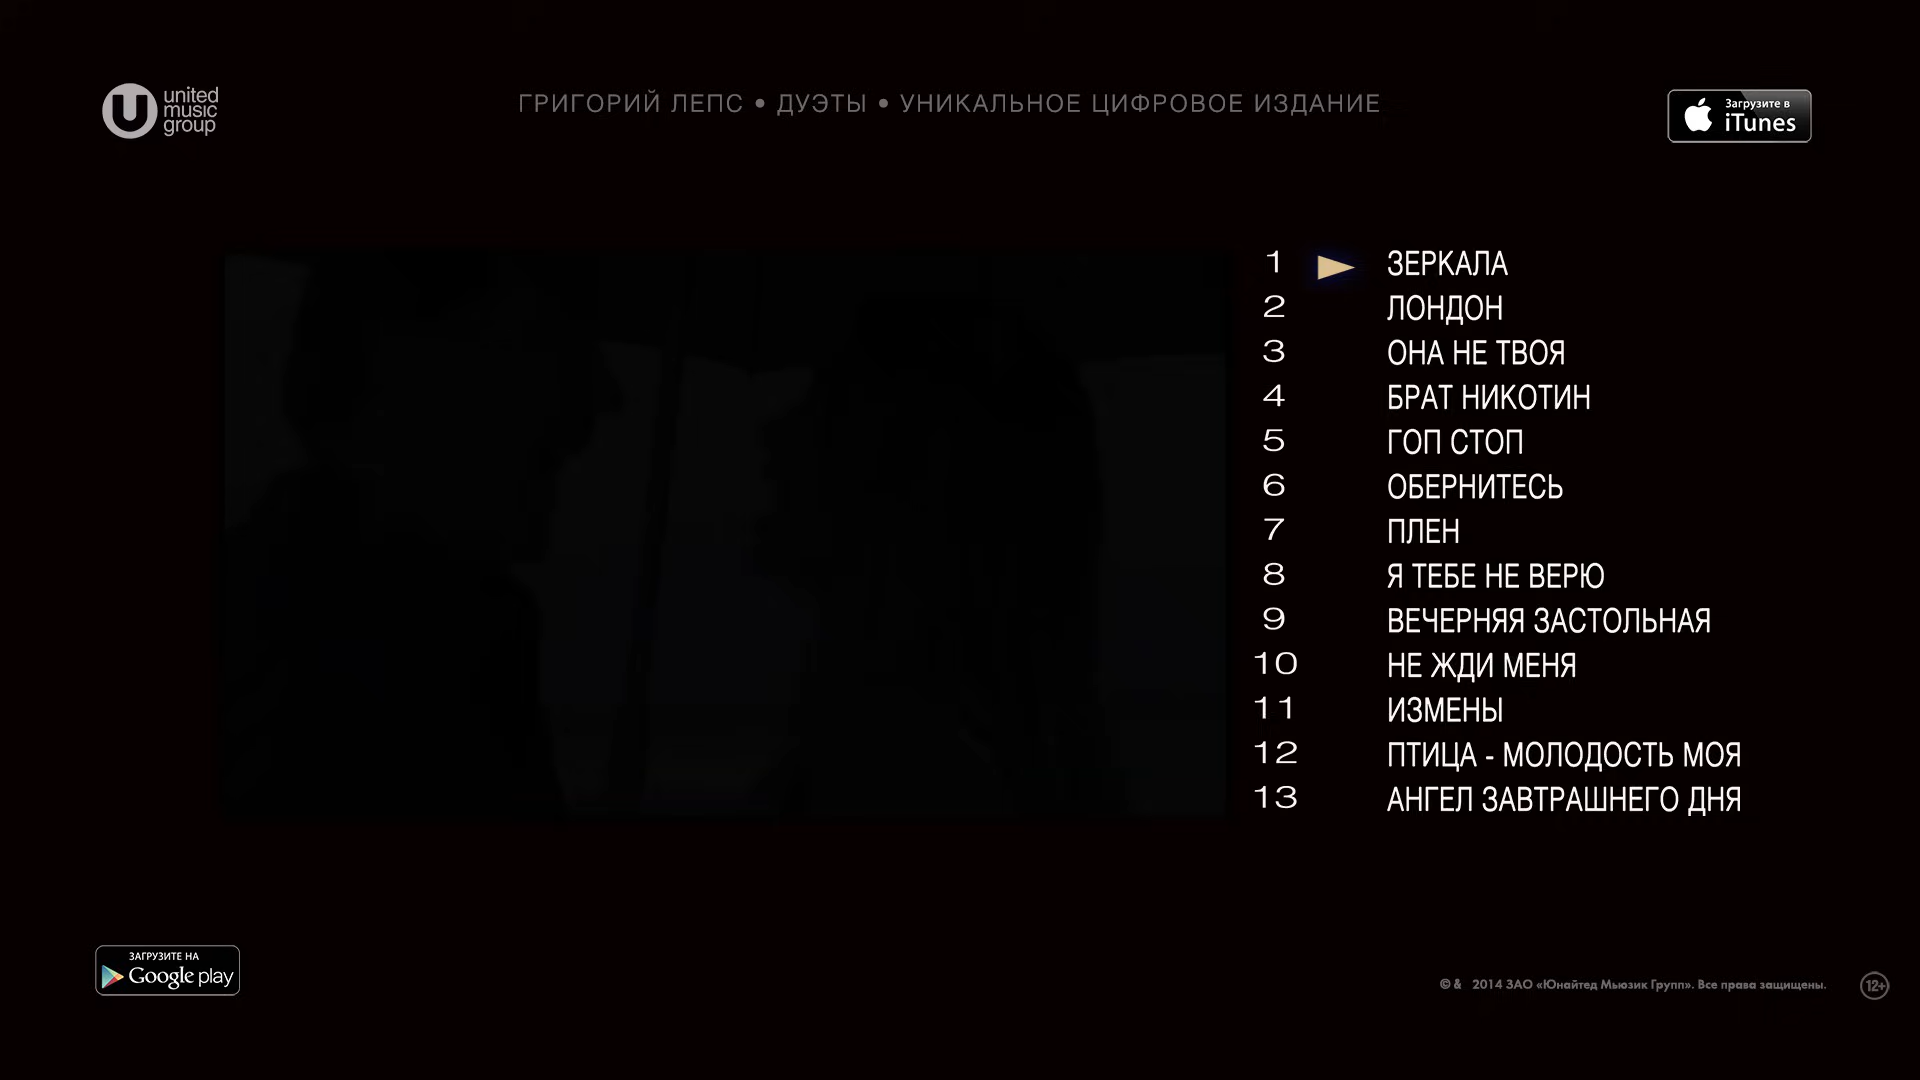 united
music
group
ГРИГОРИЙ ЛЕПС • ДУЭТЫ • УНИКАЛЬНОЕ ЦИФРОВОЕ ИЗДАНИЕ
Загрузите в
iTunes
1 ЗЕРКАЛА
2 ЛОНДОН
3 ОНА НЕ ТВОЯ
4 БРАТ НИКОТИН
5 ГОП СТОП
6 ОБЕРНИТЕСЬ
7 ПЛЕН
8 Я ТЕБЕ НЕ ВЕРЮ
9 ВЕЧЕРНЯЯ ЗАСТОЛЬНАЯ
10 НЕ ЖДИ МЕНЯ
11 ИЗМЕНЫ
12 ПТИЦА - МОЛОДОСТЬ МОЯ
13 АНГЕЛ ЗАВТРАШНЕГО ДНЯ
ЗАГРУЗИТЕ НА
Google play
© & 2014 ЗАО «Юнайтед Мьюзик Групп». Все права защищены.
12+